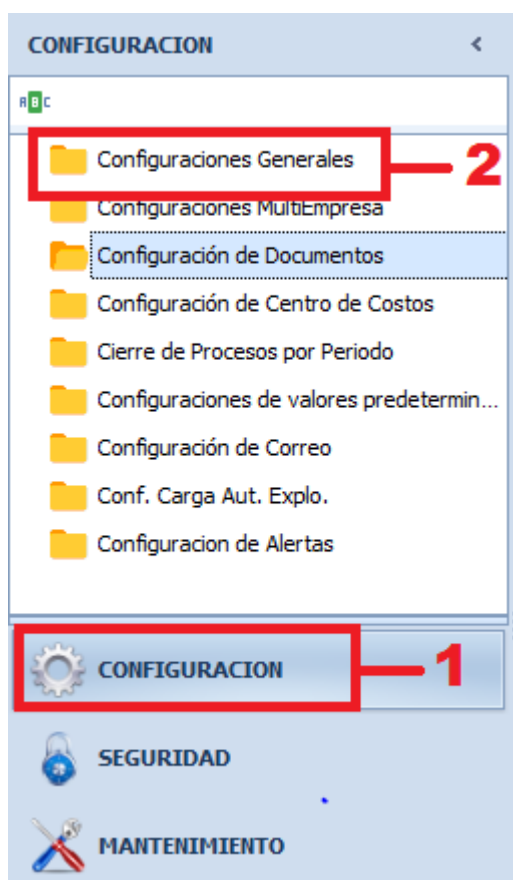 CONFIGURACION
ABC
Configuraciones Generales
2
Configuraciones MultiEmpresa
Configuración de Documentos
Configuración de Centro de Costos
Cierre de Procesos por Periodo
Configuraciones de valores predetermin...
Configuración de Correo
Conf. Carga Aut. Explo.
Configuracion de Alertas
CONFIGURACION
1
SEGURIDAD
MANTENIMIENTO